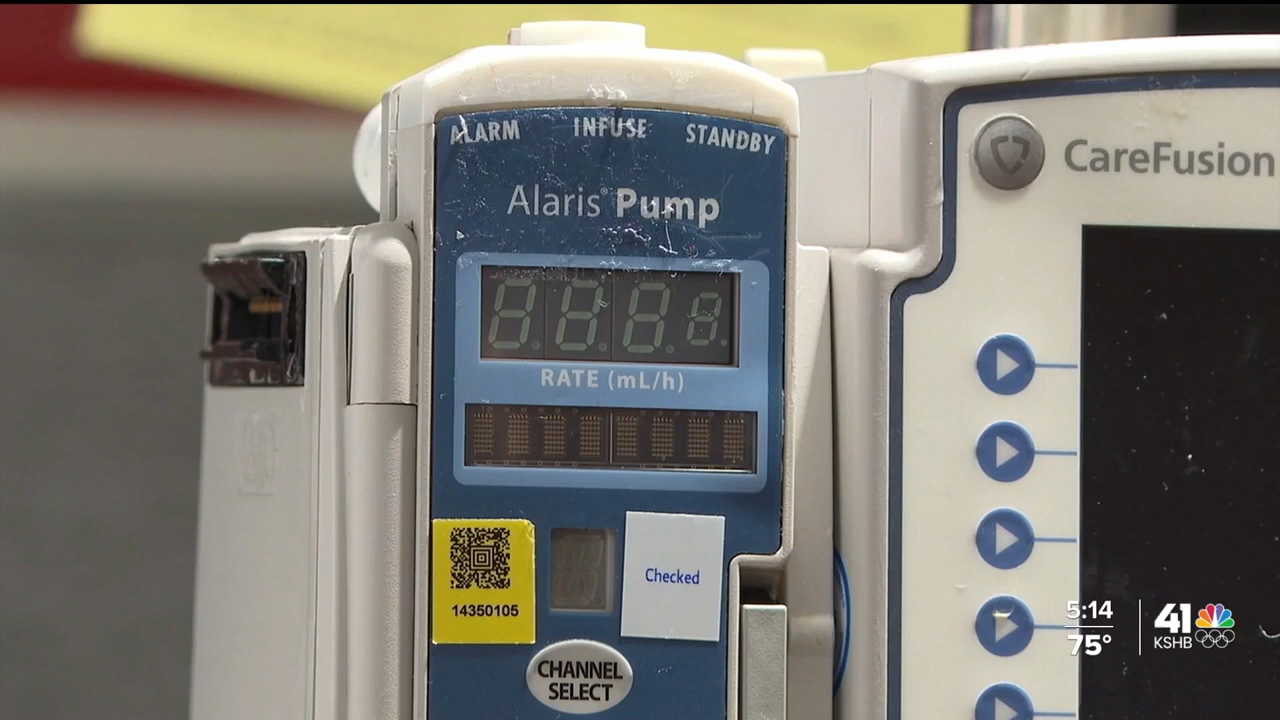 ALARM INFUSE STANDBY
Alaris® Pump
CareFusion
RATE (mL/h)
14350105
Checked
CHANNEL
SELECT
5:14
75°
41
KSHB